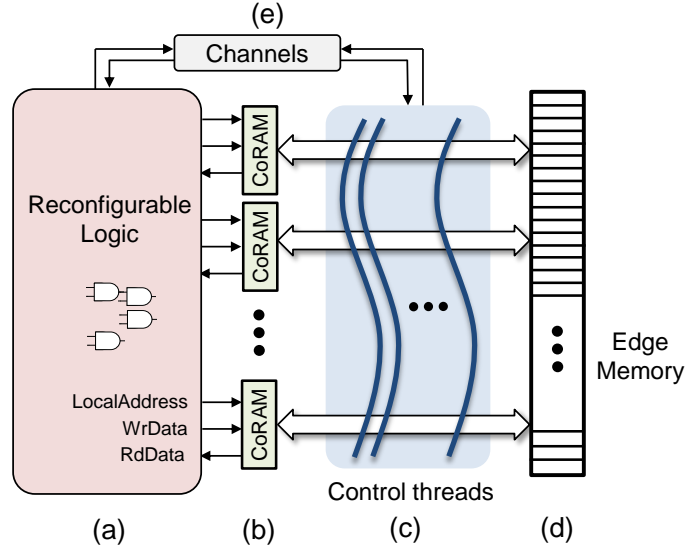 (e)
Channels
Reconfigurable
Logic
CoRAM
CoRAM
CoRAM
LocalAddress
WrData
RdData
Edge
Memory
Control threads
(a)
(b)
(c)
(d)